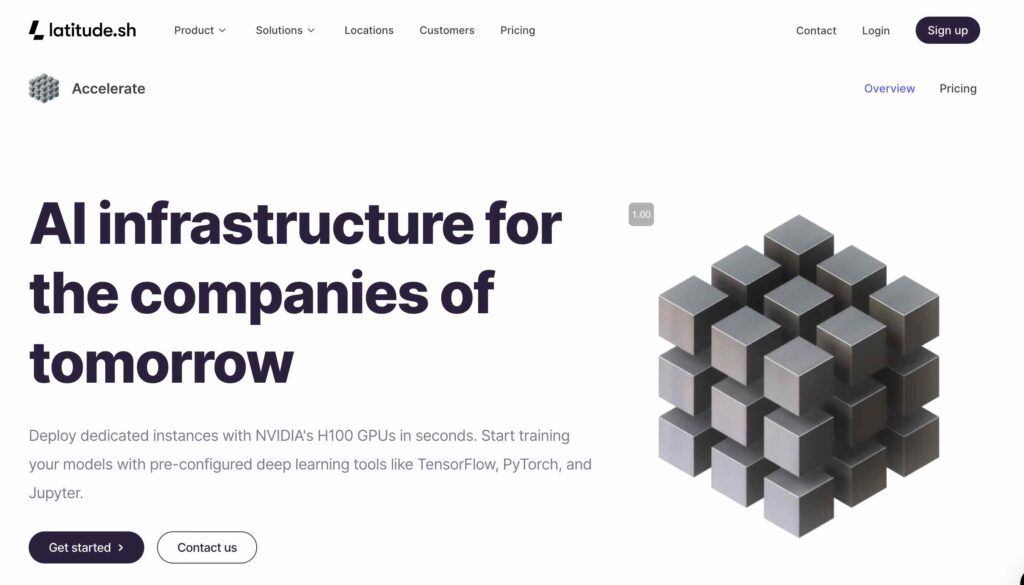 latitude.sh Product Solutions Locations Customers Pricing Contact Login Sign up
Accelerate Overview Pricing
AI infrastructure for
the companies of
tomorrow
1.00
Deploy dedicated instances with NVIDIA's H100 GPUs in seconds. Start training
your models with pre-configured deep learning tools like TensorFlow, PyTorch, and
Jupyter.
Get started Contact us